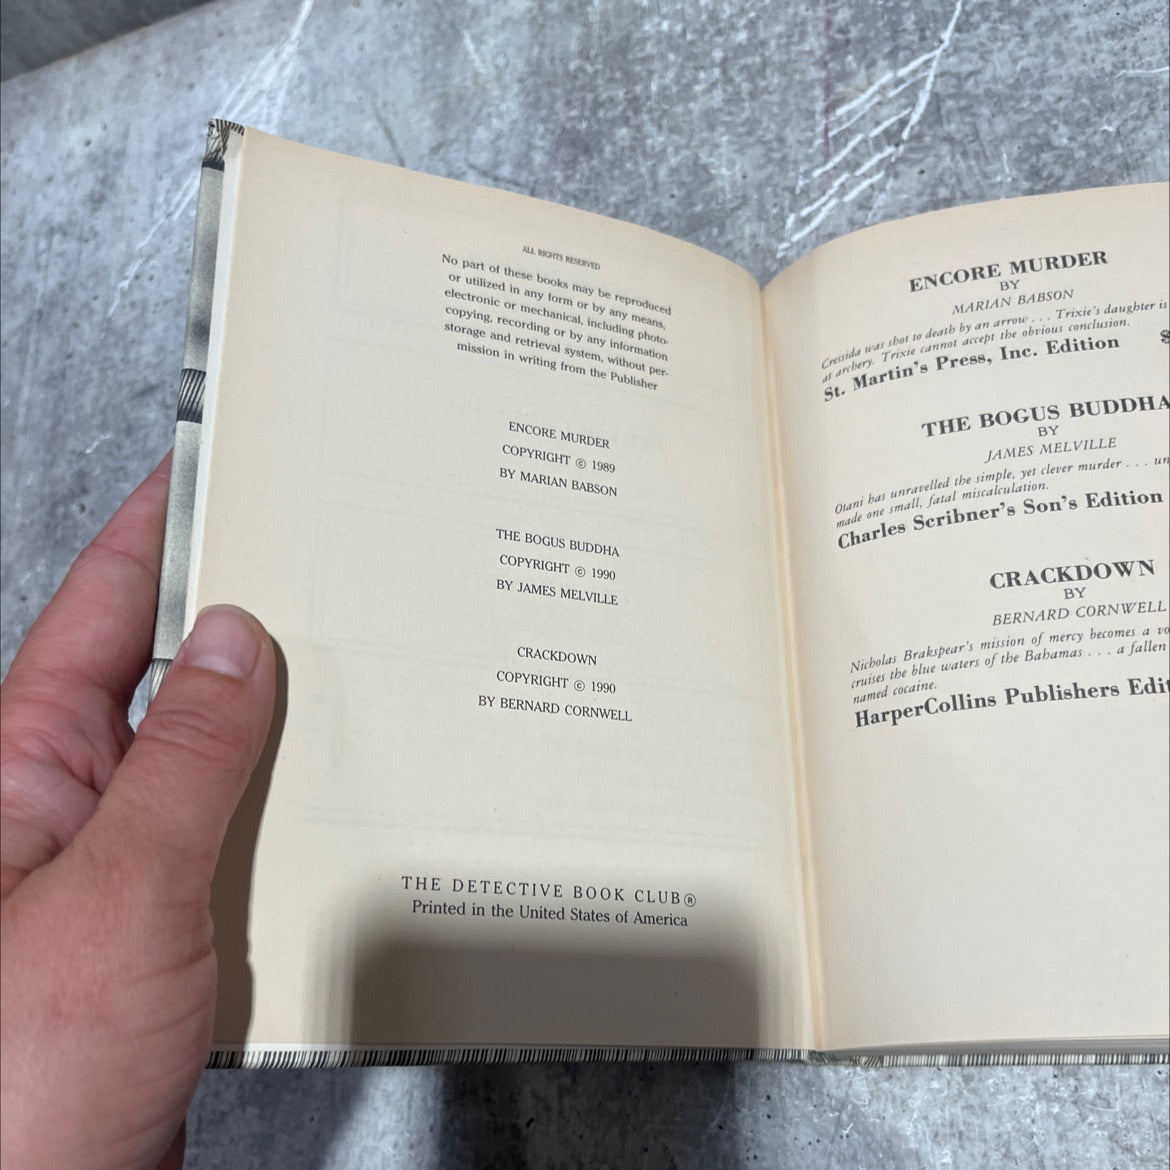 ALL RIGHTS RESERVED
No part of these books may be reproduced
or utilized in any form or by any means,
electronic or mechanical, including photo-
copying, recording or by any information
storage and retrieval system, without per-
mission in writing from the Publisher
ENCORE MURDER
COPYRIGHT © 1989
BY MARIAN BABSON
THE BOGUS BUDDHA
COPYRIGHT © 1990
BY JAMES MELVILLE
CRACKDOWN
COPYRIGHT © 1990
BY BERNARD CORNWELL
THE DETECTIVE BOOK CLUB®
Printed in the United States of America
ENCORE MURDER
BY
MARIAN BABSON
Cressida was shot to death by an arrow . . . Trixie's daughter is
at archery. Trixie cannot accept the obvious conclusion.
St. Martin's Press, Inc. Edition $
THE BOGUS BUDDHA
BY
JAMES MELVILLE
Otani has unravelled the simple, yet clever murder . . . un
made one small, fatal miscalculation.
Charles Scribner's Son's Edition
CRACKDOWN
BY
BERNARD CORNWELL
Nicholas Brakspear's mission of mercy becomes a vo
cruises the blue waters of the Bahamas . . . a fallen
named cocaine.
HarperCollins Publishers Edit